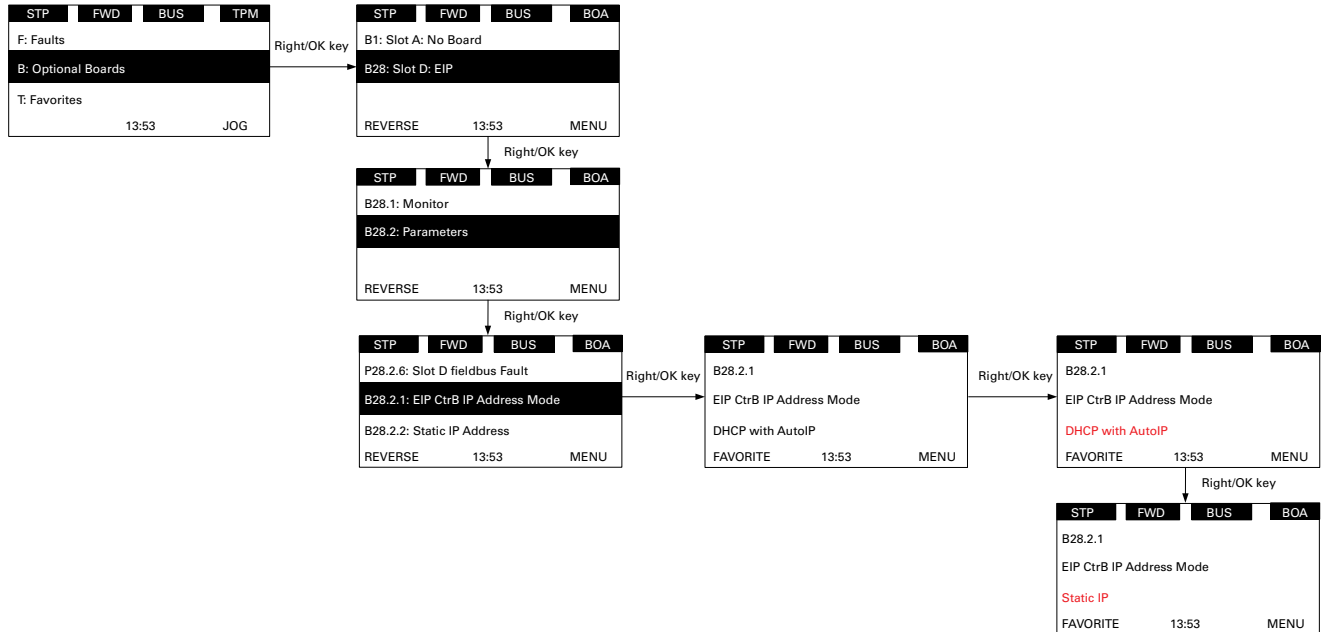 STP FWD BUS TPM
F: Faults
B: Optional Boards
T: Favorites
13:53 JOG
Right/OK key
STP FWD BUS BOA
B1: Slot A: No Board
B28: Slot D: EIP
REVERSE 13:53 MENU
Right/OK key
STP FWD BUS BOA
B28.1: Monitor
B28.2: Parameters
REVERSE 13:53 MENU
Right/OK key
STP FWD BUS BOA
P28.2.6: Slot D fieldbus Fault
B28.2.1: EIP CtrB IP Address Mode
B28.2.2: Static IP Address
REVERSE 13:53 MENU
Right/OK key
STP FWD BUS BOA
B28.2.1
EIP CtrB IP Address Mode
DHCP with AutoIP
FAVORITE 13:53 MENU
Right/OK key
STP FWD BUS BOA
B28.2.1
EIP CtrB IP Address Mode
DHCP with AutoIP
FAVORITE 13:53 MENU
Right/OK key
STP FWD BUS BOA
B28.2.1
EIP CtrB IP Address Mode
Static IP
FAVORITE 13:53 MENU